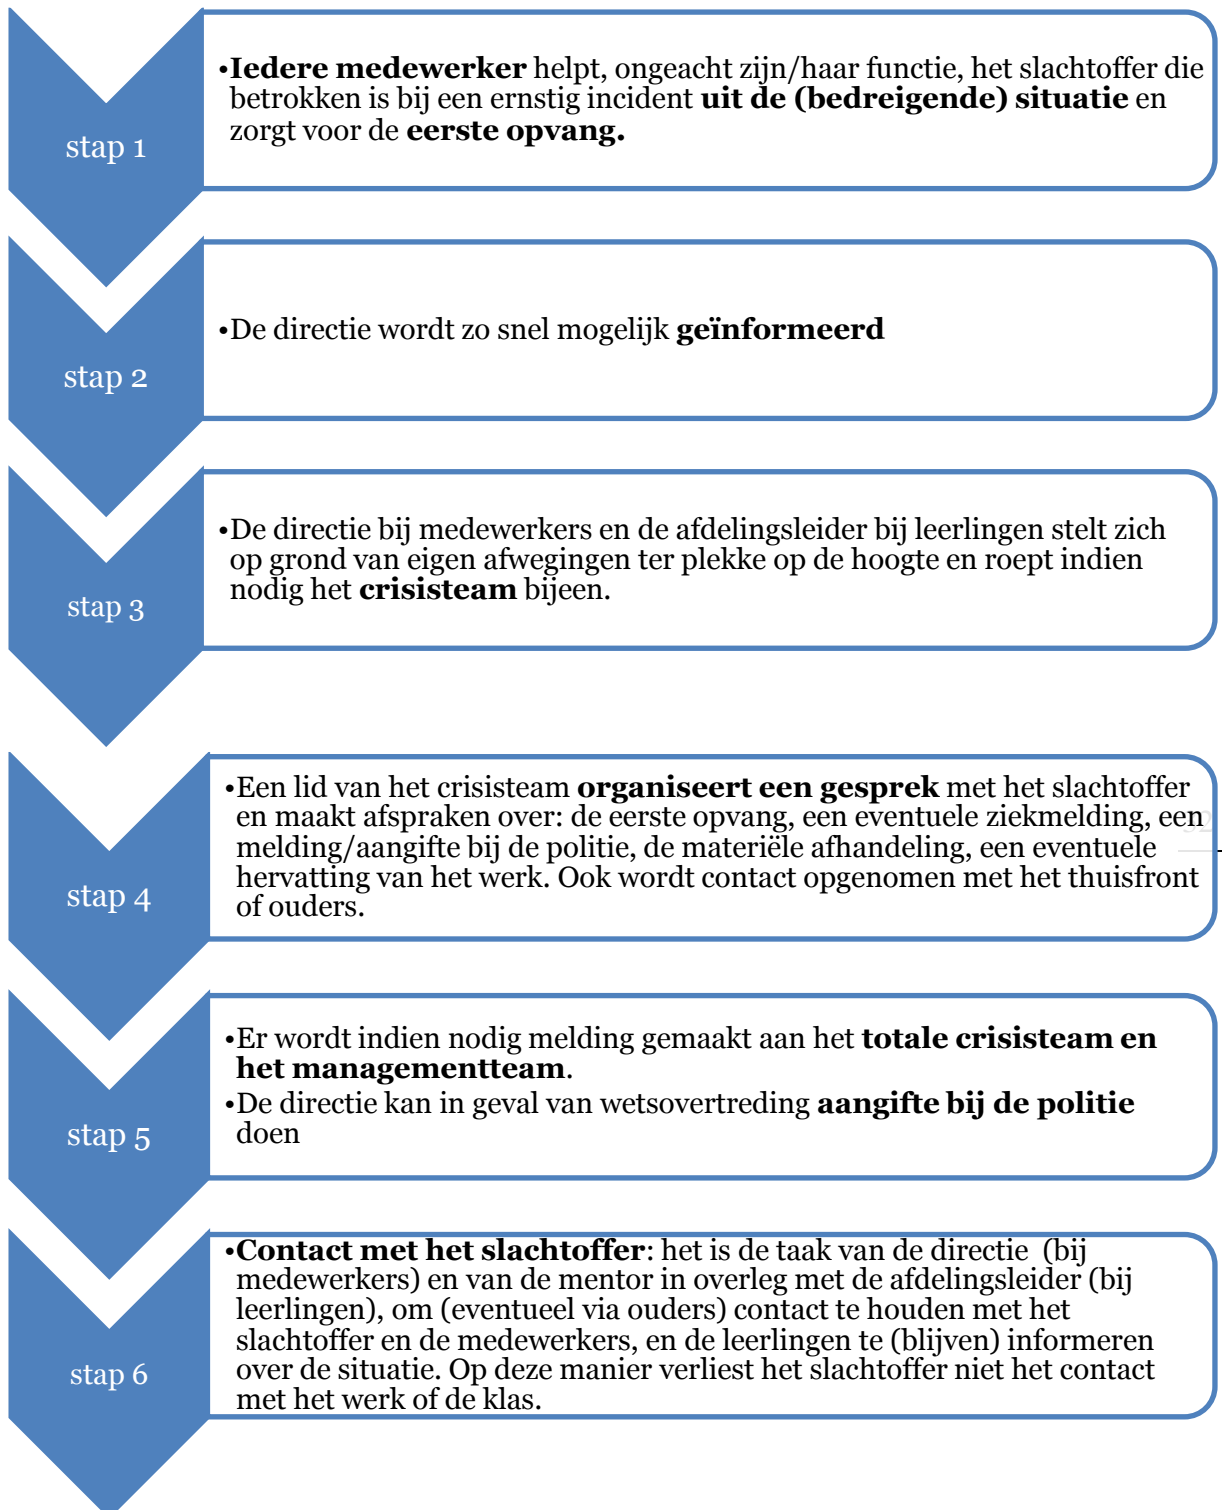 stap 1
•Iedere medewerker helpt, ongeacht zijn/haar functie, het slachtoffer die
betrokken is bij een ernstig incident uit de (bedreigende) situatie en
zorgt voor de eerste opvang.
stap 2
•De directie wordt zo snel mogelijk geïnformeerd
stap 3
•De directie bij medewerkers en de afdelingsleider bij leerlingen stelt zich
op grond van eigen afwegingen ter plekke op de hoogte en roept indien
nodig het crisisteam bijeen.
stap 4
•Een lid van het crisisteam organiseert een gesprek met het slachtoffer
en maakt afspraken over: de eerste opvang, een eventuele ziekmelding, een
melding/aangifte bij de politie, de materiële afhandeling, een eventuele
hervatting van het werk. Ook wordt contact opgenomen met het thuisfront
of ouders.
stap 5
•Er wordt indien nodig melding gemaakt aan het totale crisisteam en
het managementteam.
•De directie kan in geval van wetsovertreding aangifte bij de politie
doen
stap 6
•Contact met het slachtoffer: het is de taak van de directie (bij
medewerkers) en van de mentor in overleg met de afdelingsleider (bij
leerlingen), om (eventueel via ouders) contact te houden met het
slachtoffer en de medewerkers, en de leerlingen te (blijven) informeren
over de situatie. Op deze manier verliest het slachtoffer niet het contact
met het werk of de klas.